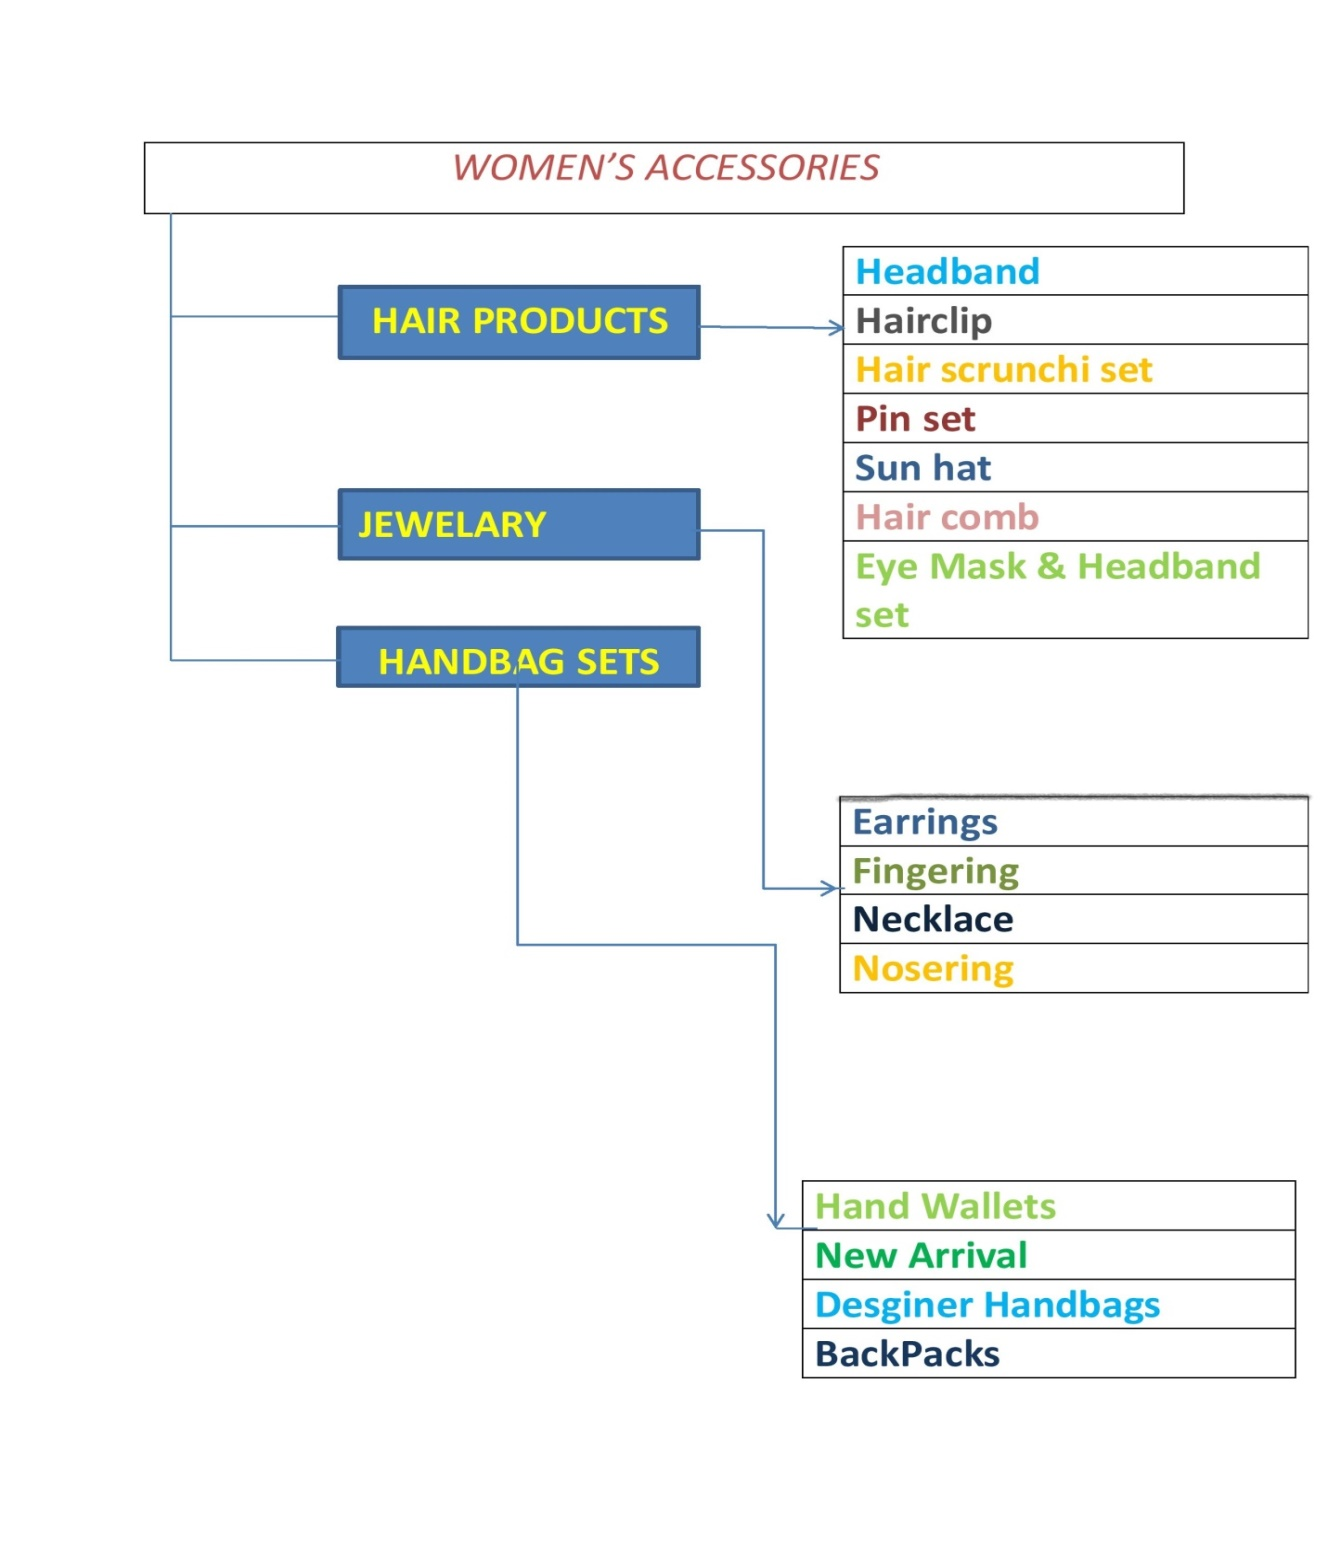 WOMEN’S ACCESSORIES
HAIR PRODUCTS
Headband
Hairclip
Hair scrunchi set
Pin set
Sun hat
Hair comb
Eye Mask & Headband
set
JEWELARY
HANDBAG SETS
Earrings
Fingering
Necklace
Nosering
Hand Wallets
New Arrival
Desginer Handbags
BackPacks